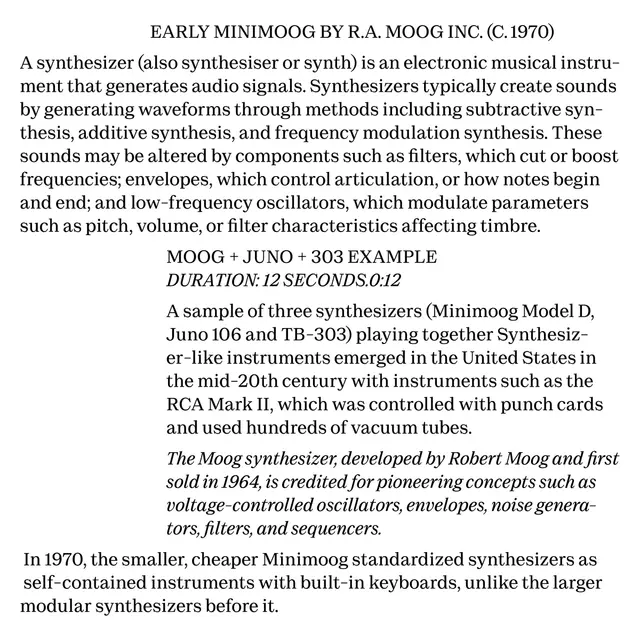 EARLY MINIMOOG BY R.A. MOOG INC. (C. 1970)
A synthesizer (also synthesiser or synth) is an electronic musical instru-
ment that generates audio signals. Synthesizers typically create sounds
by generating waveforms through methods including subtractive syn-
thesis, additive synthesis, and frequency modulation synthesis. These
sounds may be altered by components such as filters, which cut or boost
frequencies; envelopes, which control articulation, or how notes begin
and end; and low-frequency oscillators, which modulate parameters
such as pitch, volume, or filter characteristics affecting timbre.
MOOG + JUNO + 303 EXAMPLE
DURATION: 12 SECONDS.0:12
A sample of three synthesizers (Minimoog Model D,
Juno 106 and TB-303) playing together Synthesiz-
er-like instruments emerged in the United States in
the mid-20th century with instruments such as the
RCA Mark II, which was controlled with punch cards
and used hundreds of vacuum tubes.
The Moog synthesizer, developed by Robert Moog and first
sold in 1964, is credited for pioneering concepts such as
voltage-controlled oscillators, envelopes, noise genera-
tors, filters, and sequencers.
In 1970, the smaller, cheaper Minimoog standardized synthesizers as
self-contained instruments with built-in keyboards, unlike the larger
modular synthesizers before it.